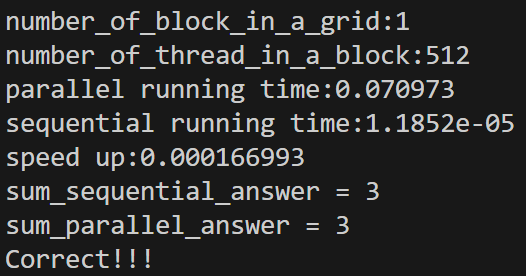 number_of_block_in_a_grid:1
number_of_thread_in_a_block:512
parallel running time:0.070973
sequential running time:1.1852e-05
speed up:0.000166993
sum_sequential_answer = 3
sum_parallel_answer = 3
Correct!!!